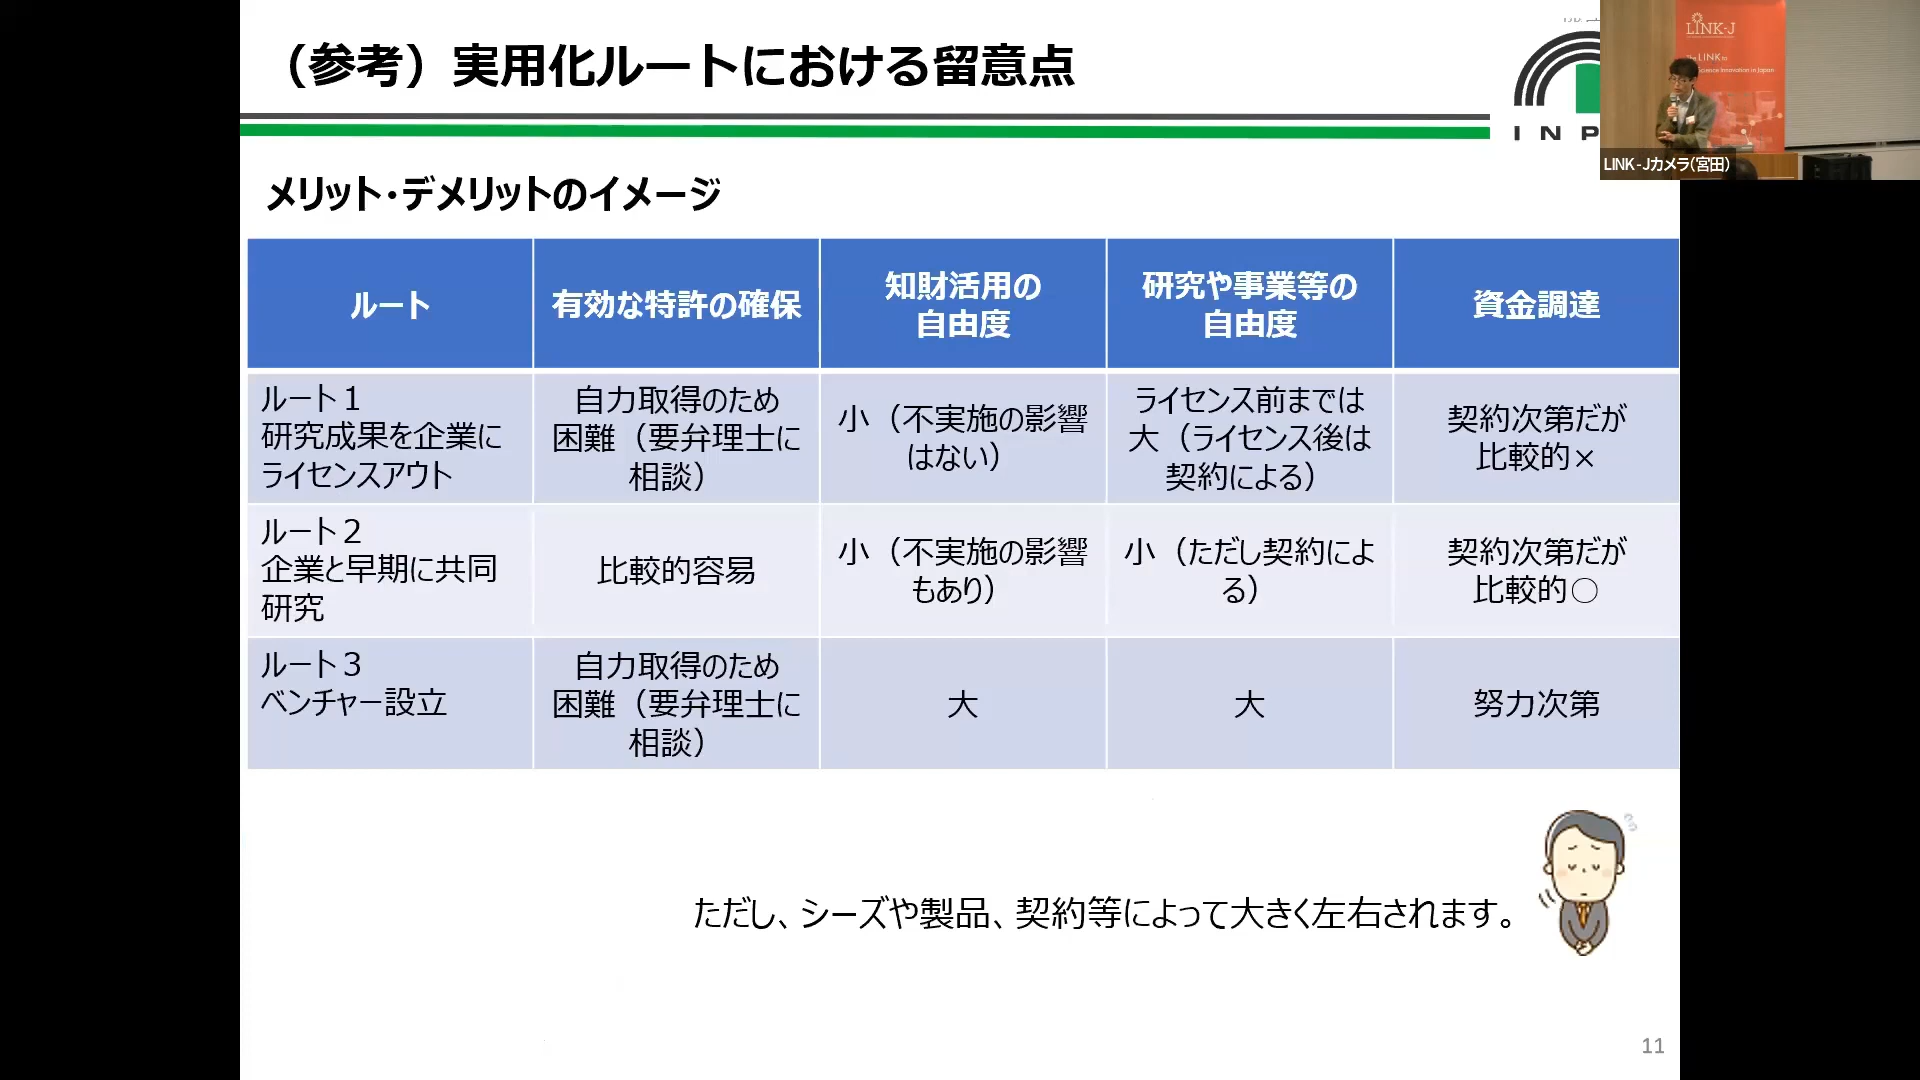 （参考）実用化ルートにおける留意点
INP
LINK-J
The LINK to
Science Innovation in Japan
LINK-Jカメラ(宮田)
メリット・デメリットのイメージ
ルート
有効な特許の確保
知財活用の
自由度
研究や事業等の
自由度
資金調達
ルート１
研究成果を企業に
ライセンスアウト
自力取得のため
困難（要弁理士に
相談）
小（不実施の影響
はない）
ライセンス前までは
大（ライセンス後は
契約による）
契約次第だが
比較的×
ルート２
企業と早期に共同
研究
比較的容易
小（不実施の影響
もあり）
小（ただし契約によ
る）
契約次第だが
比較的○
ルート３
ベンチャー設立
自力取得のため
困難（要弁理士に
相談）
大
大
努力次第
ただし、シーズや製品、契約等によって大きく左右されます。
11